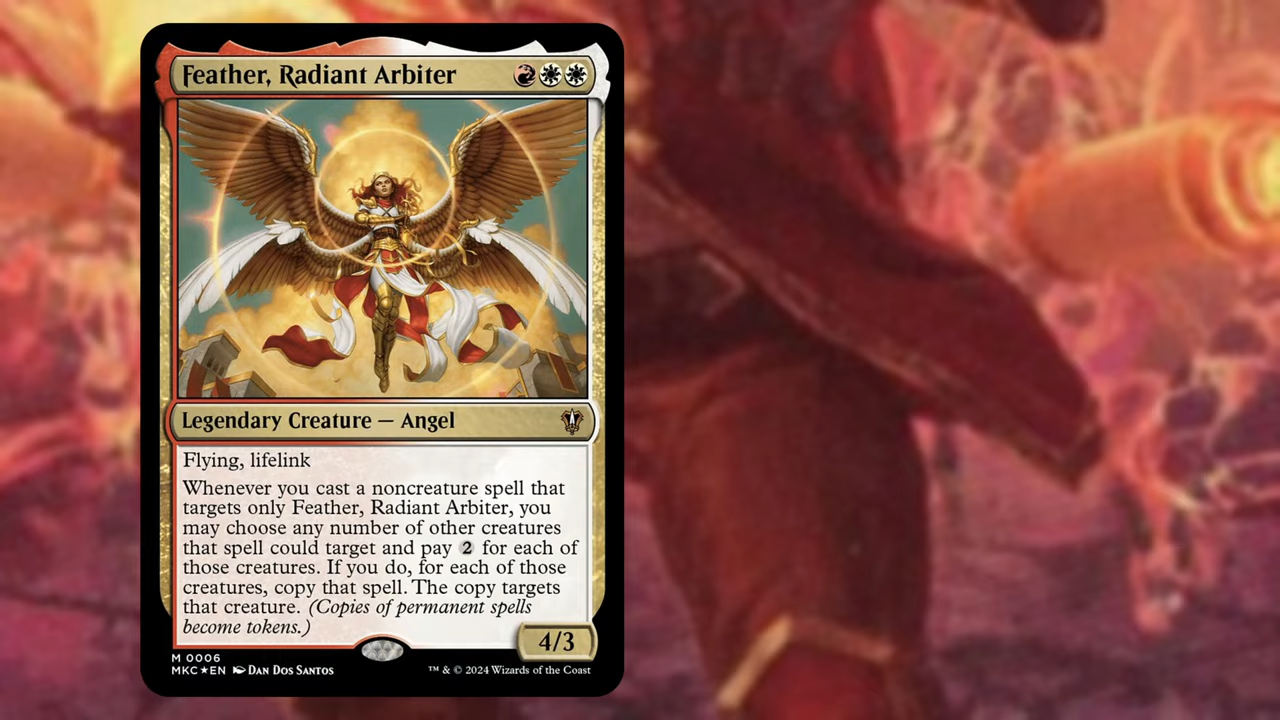 Feather, Radiant Arbiter
Legendary Creature — Angel
Flying, lifelink
Whenever you cast a noncreature spell that
targets only Feather, Radiant Arbiter, you
may choose any number of other creatures
that spell could target and pay 2 for each of
those creatures. If you do, for each of those
creatures, copy that spell. The copy targets
that creature. (Copies of permanent spells
become tokens.)
4/3
M 0006
MKC★EN Dan Dos Santos
™ & © 2024 Wizards of the Coast